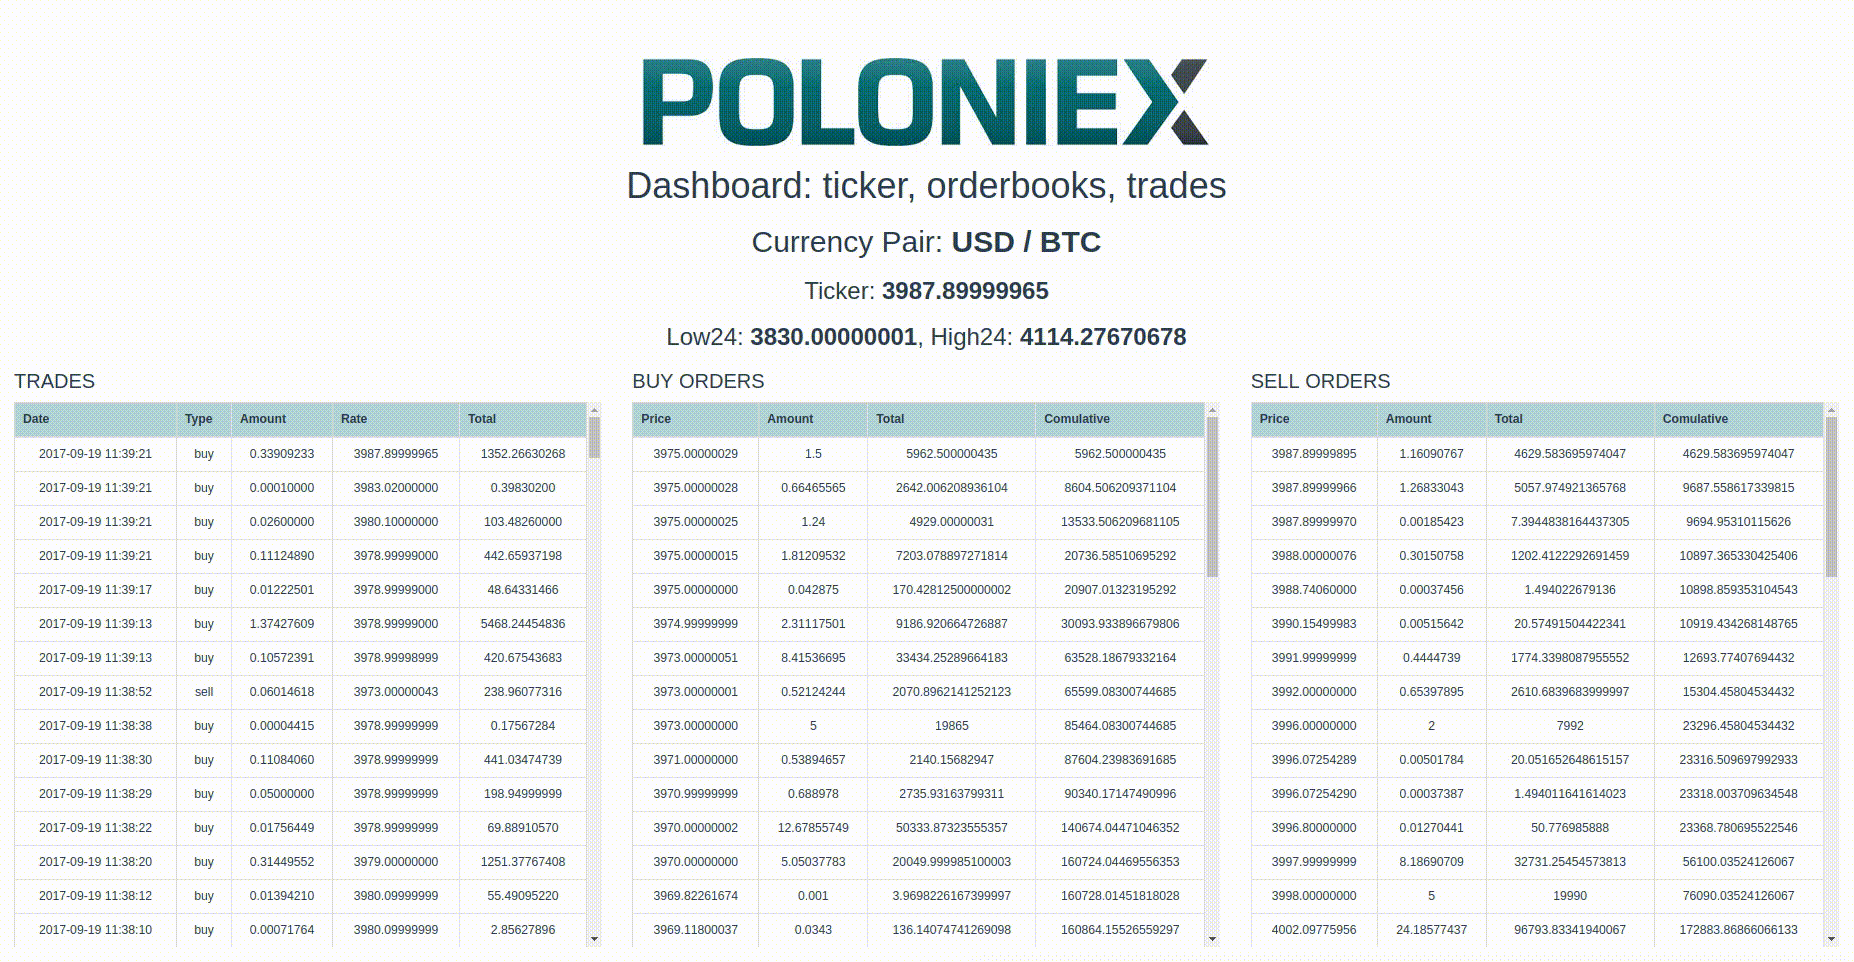 POLONIEX
Dashboard: ticker, orderbooks, trades
Currency Pair: USD / BTC
Ticker: 3987.89999965
Low24: 3830.00000001, High24: 4114.27670678
TRADES
Date Type Amount Rate Total
2017-09-19 11:39:21 buy 0.33909233 3987.89999965 1352.26630268
2017-09-19 11:39:21 buy 0.00010000 3983.02000000 0.39830200
2017-09-19 11:39:21 buy 0.02600000 3980.10000000 103.48260000
2017-09-19 11:39:21 buy 0.11124890 3978.99999000 442.65937198
2017-09-19 11:39:17 buy 0.01222501 3978.99999000 48.64331466
2017-09-19 11:39:13 buy 1.37427609 3978.99999000 5468.24454836
2017-09-19 11:39:13 buy 0.10572391 3978.99998999 420.67543683
2017-09-19 11:38:52 sell 0.06014618 3973.00000043 238.96077316
2017-09-19 11:38:38 buy 0.00004415 3978.99999999 0.17567284
2017-09-19 11:38:30 buy 0.11084060 3978.99999999 441.03474739
2017-09-19 11:38:29 buy 0.05000000 3978.99999999 198.94999999
2017-09-19 11:38:22 buy 0.01756449 3978.99999999 69.88910570
2017-09-19 11:38:20 buy 0.31449552 3979.00000000 1251.37767408
2017-09-19 11:38:12 buy 0.01394210 3980.09999999 55.49095220
2017-09-19 11:38:10 buy 0.00071764 3980.09999999 2.85627896
BUY ORDERS
Price Amount Total Comulative
3975.00000029 1.5 5962.500000435 5962.500000435
3975.00000028 0.66465565 2642.006208936104 8604.506209371104
3975.00000025 1.24 4929.00000031 13533.506209681105
3975.00000015 1.81209532 7203.078897271814 20736.58510695292
3975.00000000 0.042875 170.42812500000002 20907.01323195292
3974.99999999 2.31117501 9186.920664726887 30093.933896679806
3973.00000051 8.41536695 33434.25289664183 63528.18679332164
3973.00000001 0.52124244 2070.8962141252123 65599.08300744685
3973.00000000 5 19865 85464.08300744685
3971.00000000 0.53894657 2140.15682947 87604.23983691685
3970.99999999 0.688978 2735.93163799311 90340.17147490996
3970.00000002 12.67855749 50333.87323555357 140674.04471046352
3970.00000000 5.05037783 20049.999985100003 160724.04469556353
3969.82261674 0.001 3.9698226167399997 160728.01451818028
3969.11800037 0.0343 136.14074741269098 160864.15526559297
SELL ORDERS
Price Amount Total Comulative
3987.89999895 1.16090767 4629.583695974047 4629.583695974047
3987.89999966 1.26833043 5057.974921365768 9687.558617339815
3987.89999970 0.00185423 7.3944838164437305 9694.95310115626
3988.00000076 0.30150758 1202.4122292691459 10897.365330425406
3988.74060000 0.00037456 1.494022679136 10898.859353104543
3990.15499983 0.00515642 20.57491504422341 10919.434268148765
3991.99999999 0.4444739 1774.3398087955552 12693.77407694432
3992.00000000 0.65397895 2610.6839683999997 15304.45804534432
3996.00000000 2 7992 23296.45804534432
3996.07254289 0.00501784 20.051652648615157 23316.509697992933
3996.07254290 0.00037387 1.494011641614023 23318.003709634548
3996.80000000 0.01270441 50.776985888 23368.780695522546
3997.99999999 8.18690709 32731.25454573813 56100.03524126067
3998.00000000 5 19990 76090.03524126067
4002.09775956 24.18577437 96793.83341940067 172883.86866066133